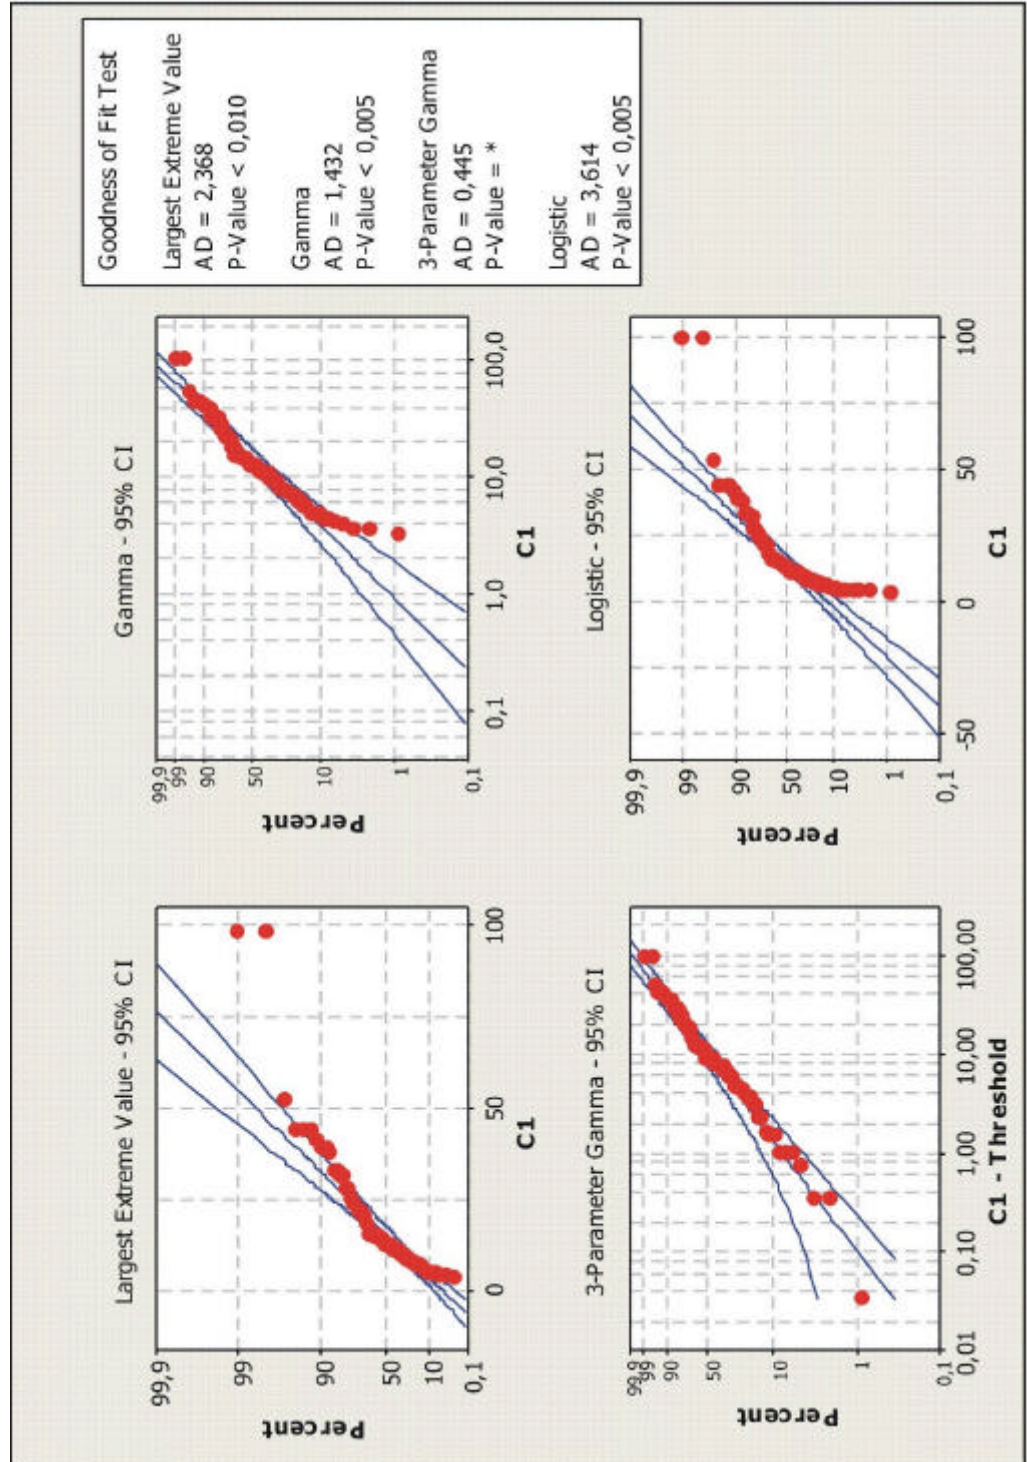 Largest Extreme Value - 95% CI
Percent
99,9
99
90
50
10
0,1
0
50
100
C1
Gamma - 95% CI
Percent
99,9
99
90
50
10
1
0,1
0,1
1,0
10,0
100,0
C1
3-Parameter Gamma - 95% CI
Percent
99,9
99
90
50
10
1
0,1
0,01
0,10
1,00
10,00
100,00
C1 - Threshold
Logistic - 95% CI
Percent
99,9
99
90
50
10
1
0,1
-50
0
50
100
C1
Goodness of Fit Test
Largest Extreme Value
AD = 2,368
P-Value < 0,010
Gamma
AD = 1,432
P-Value < 0,005
3-Parameter Gamma
AD = 0,445
P-Value = *
Logistic
AD = 3,614
P-Value < 0,005